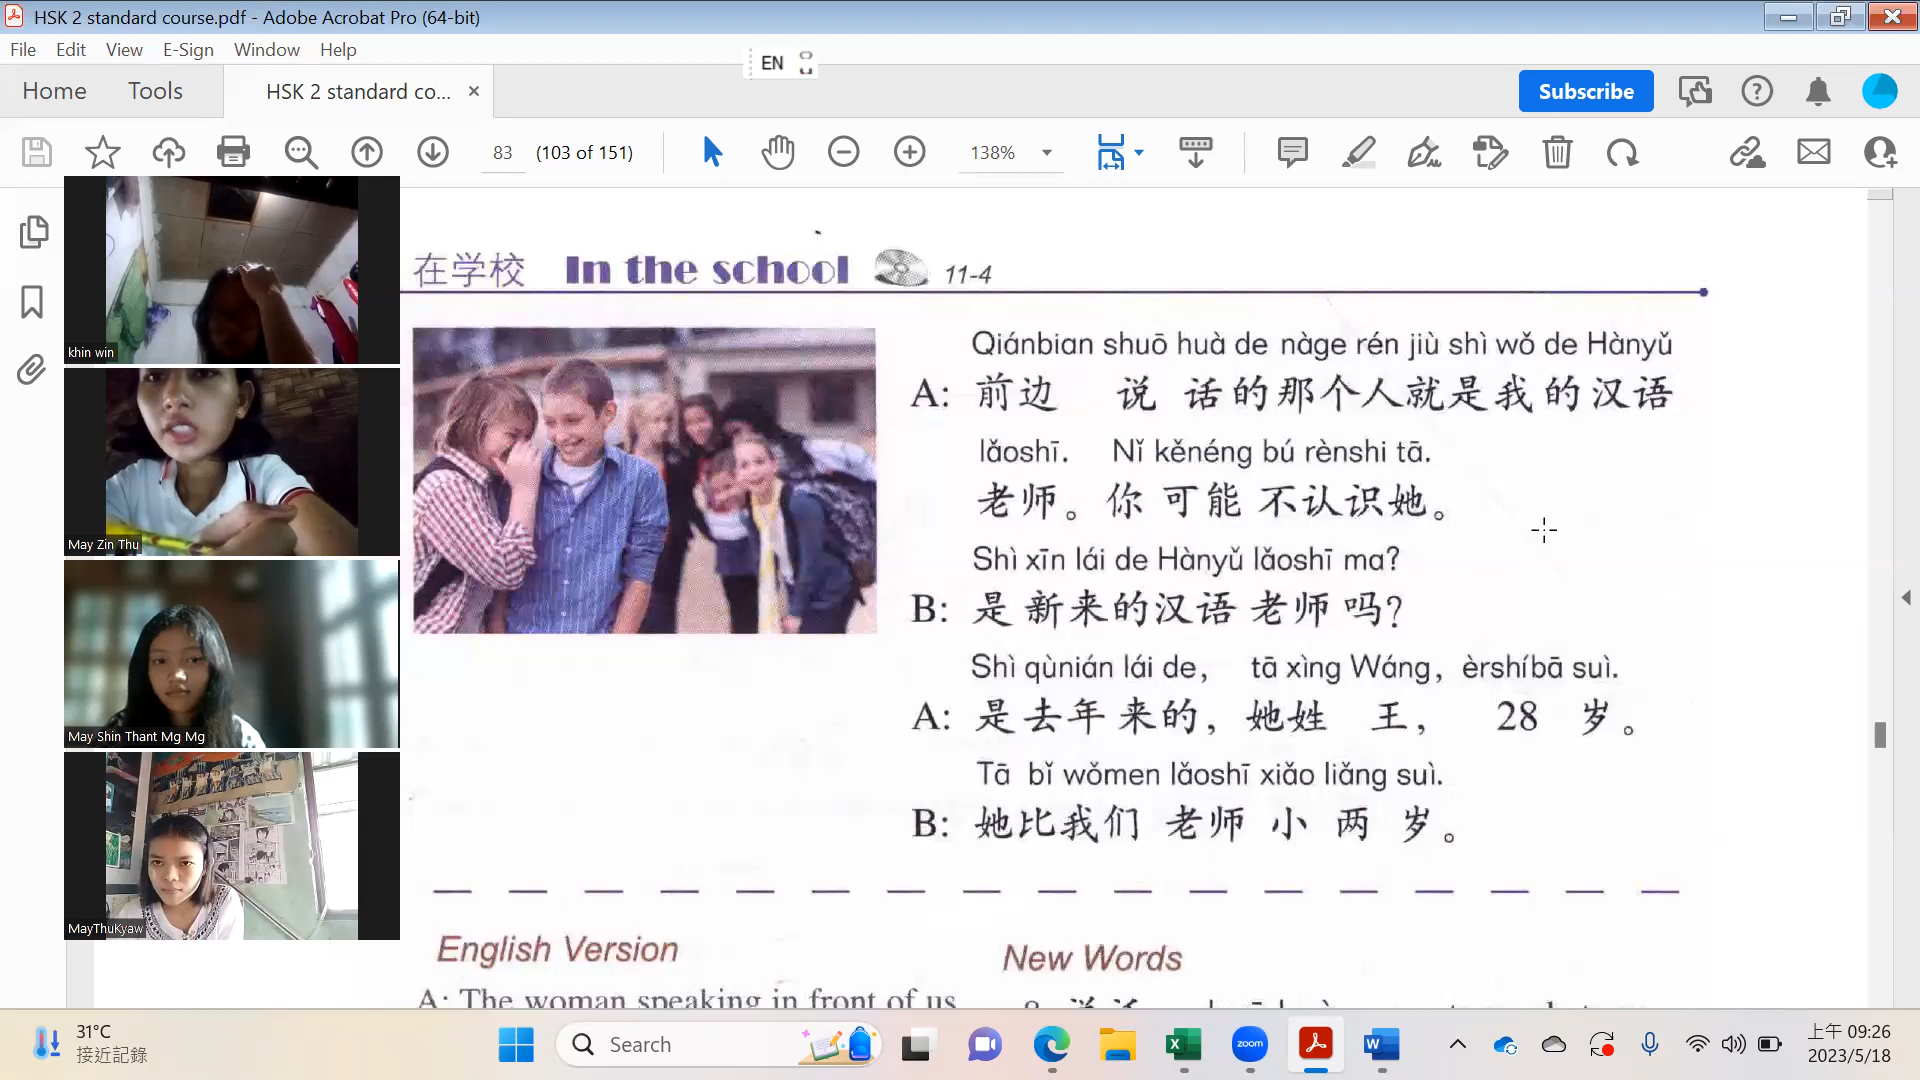 HSK 2 standard course.pdf - Adobe Acrobat Pro (64-bit)
File Edit View E-Sign Window Help
EN
Home Tools HSK 2 standard co... Subscribe
83 (103 of 151) 138%
khin win
May Zin Thu
May Shin Thant Mg Mg
MayThuKyaw
在学校 In the school 11-4
Qiánbian shuō huà de nàge rén jiù shì wǒ de Hànyǔ
A: 前边 说 话的那个人就是我的汉语
lǎoshī. Nǐ kěnéng bú rènshi tā.
老师。你 可能 不认识她。
Shì xīn lái de Hànyǔ lǎoshī ma?
B: 是 新来的汉语 老师 吗?
Shì qùnián lái de, tā xìng Wáng, èrshíbā suì.
A: 是去年 来的, 她姓 王, 28 岁。
Tā bǐ wǒmen lǎoshī xiǎo liǎng suì.
B: 她比我们 老师 小 两 岁。
English Version
New Words
A: The woman speaking in front of us
31°C
接近記錄
Search
zoom
上午 09:26
2023/5/18